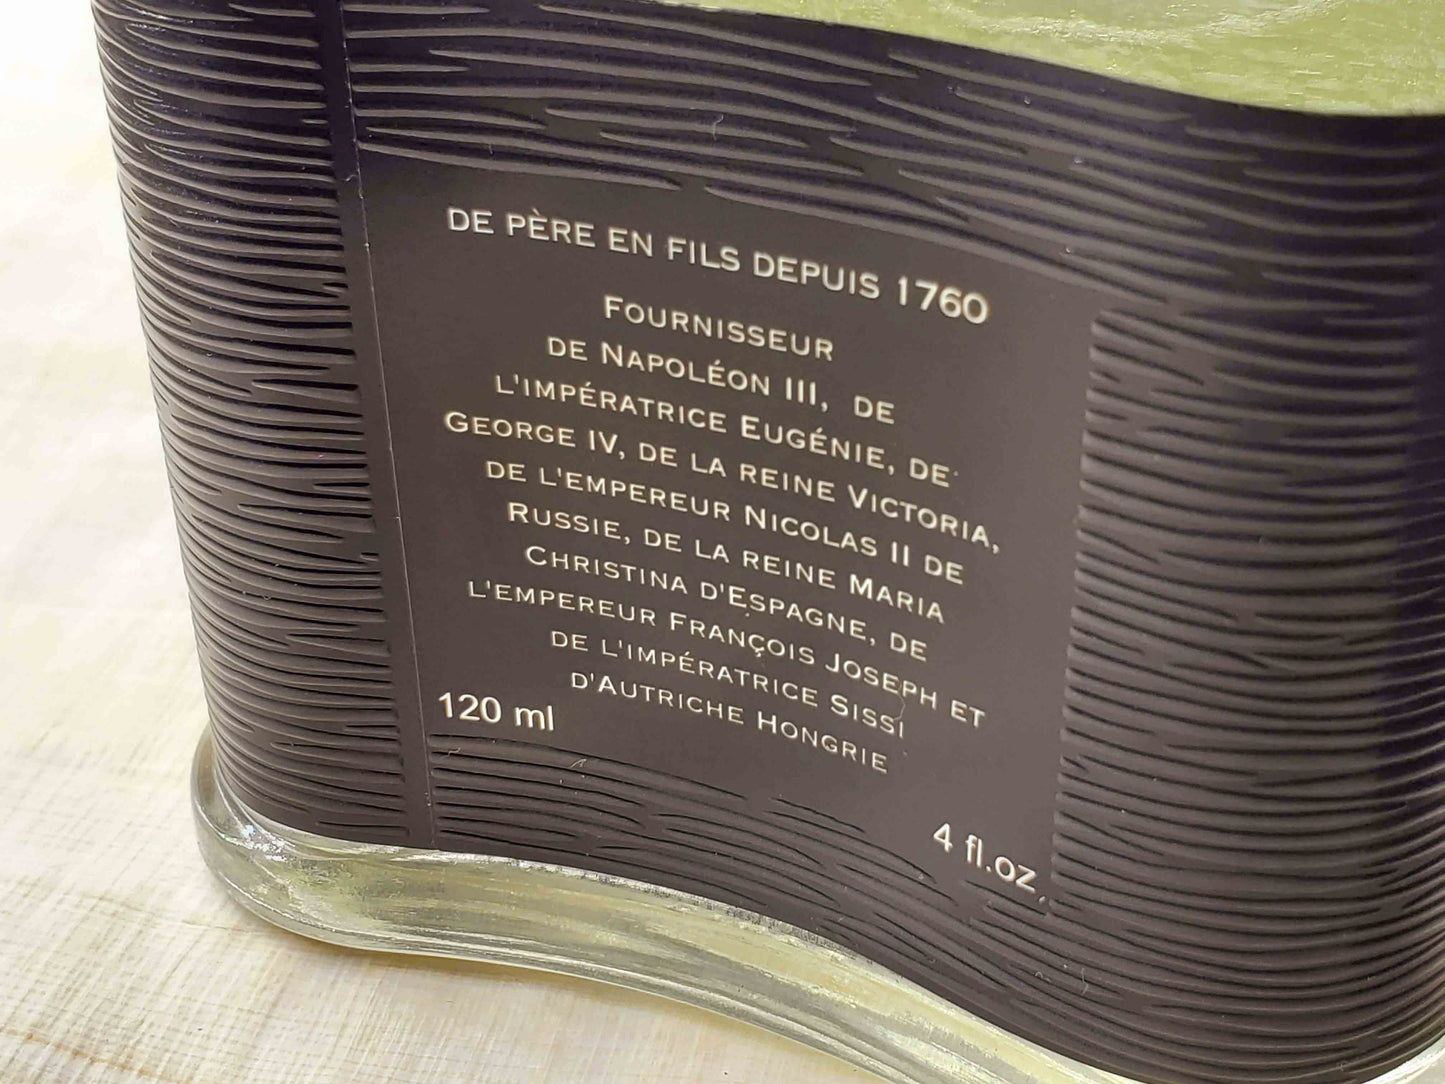 DE PÈRE EN FILS DEPUIS 1760
FOURNISSEUR
DE NAPOLÉON III, DE
L'IMPÉRATRICE EUGÉNIE, DE
GEORGE IV, DE LA REINE VICTORIA,
DE L'EMPEREUR NICOLAS II DE
RUSSIE, DE LA REINE MARIA
CHRISTINA D'ESPAGNE, DE
L'EMPEREUR FRANÇOIS JOSEPH ET
DE L'IMPÉRATRICE SISSI
D'AUTRICHE HONGRIE
120 ml
4 fl.oz